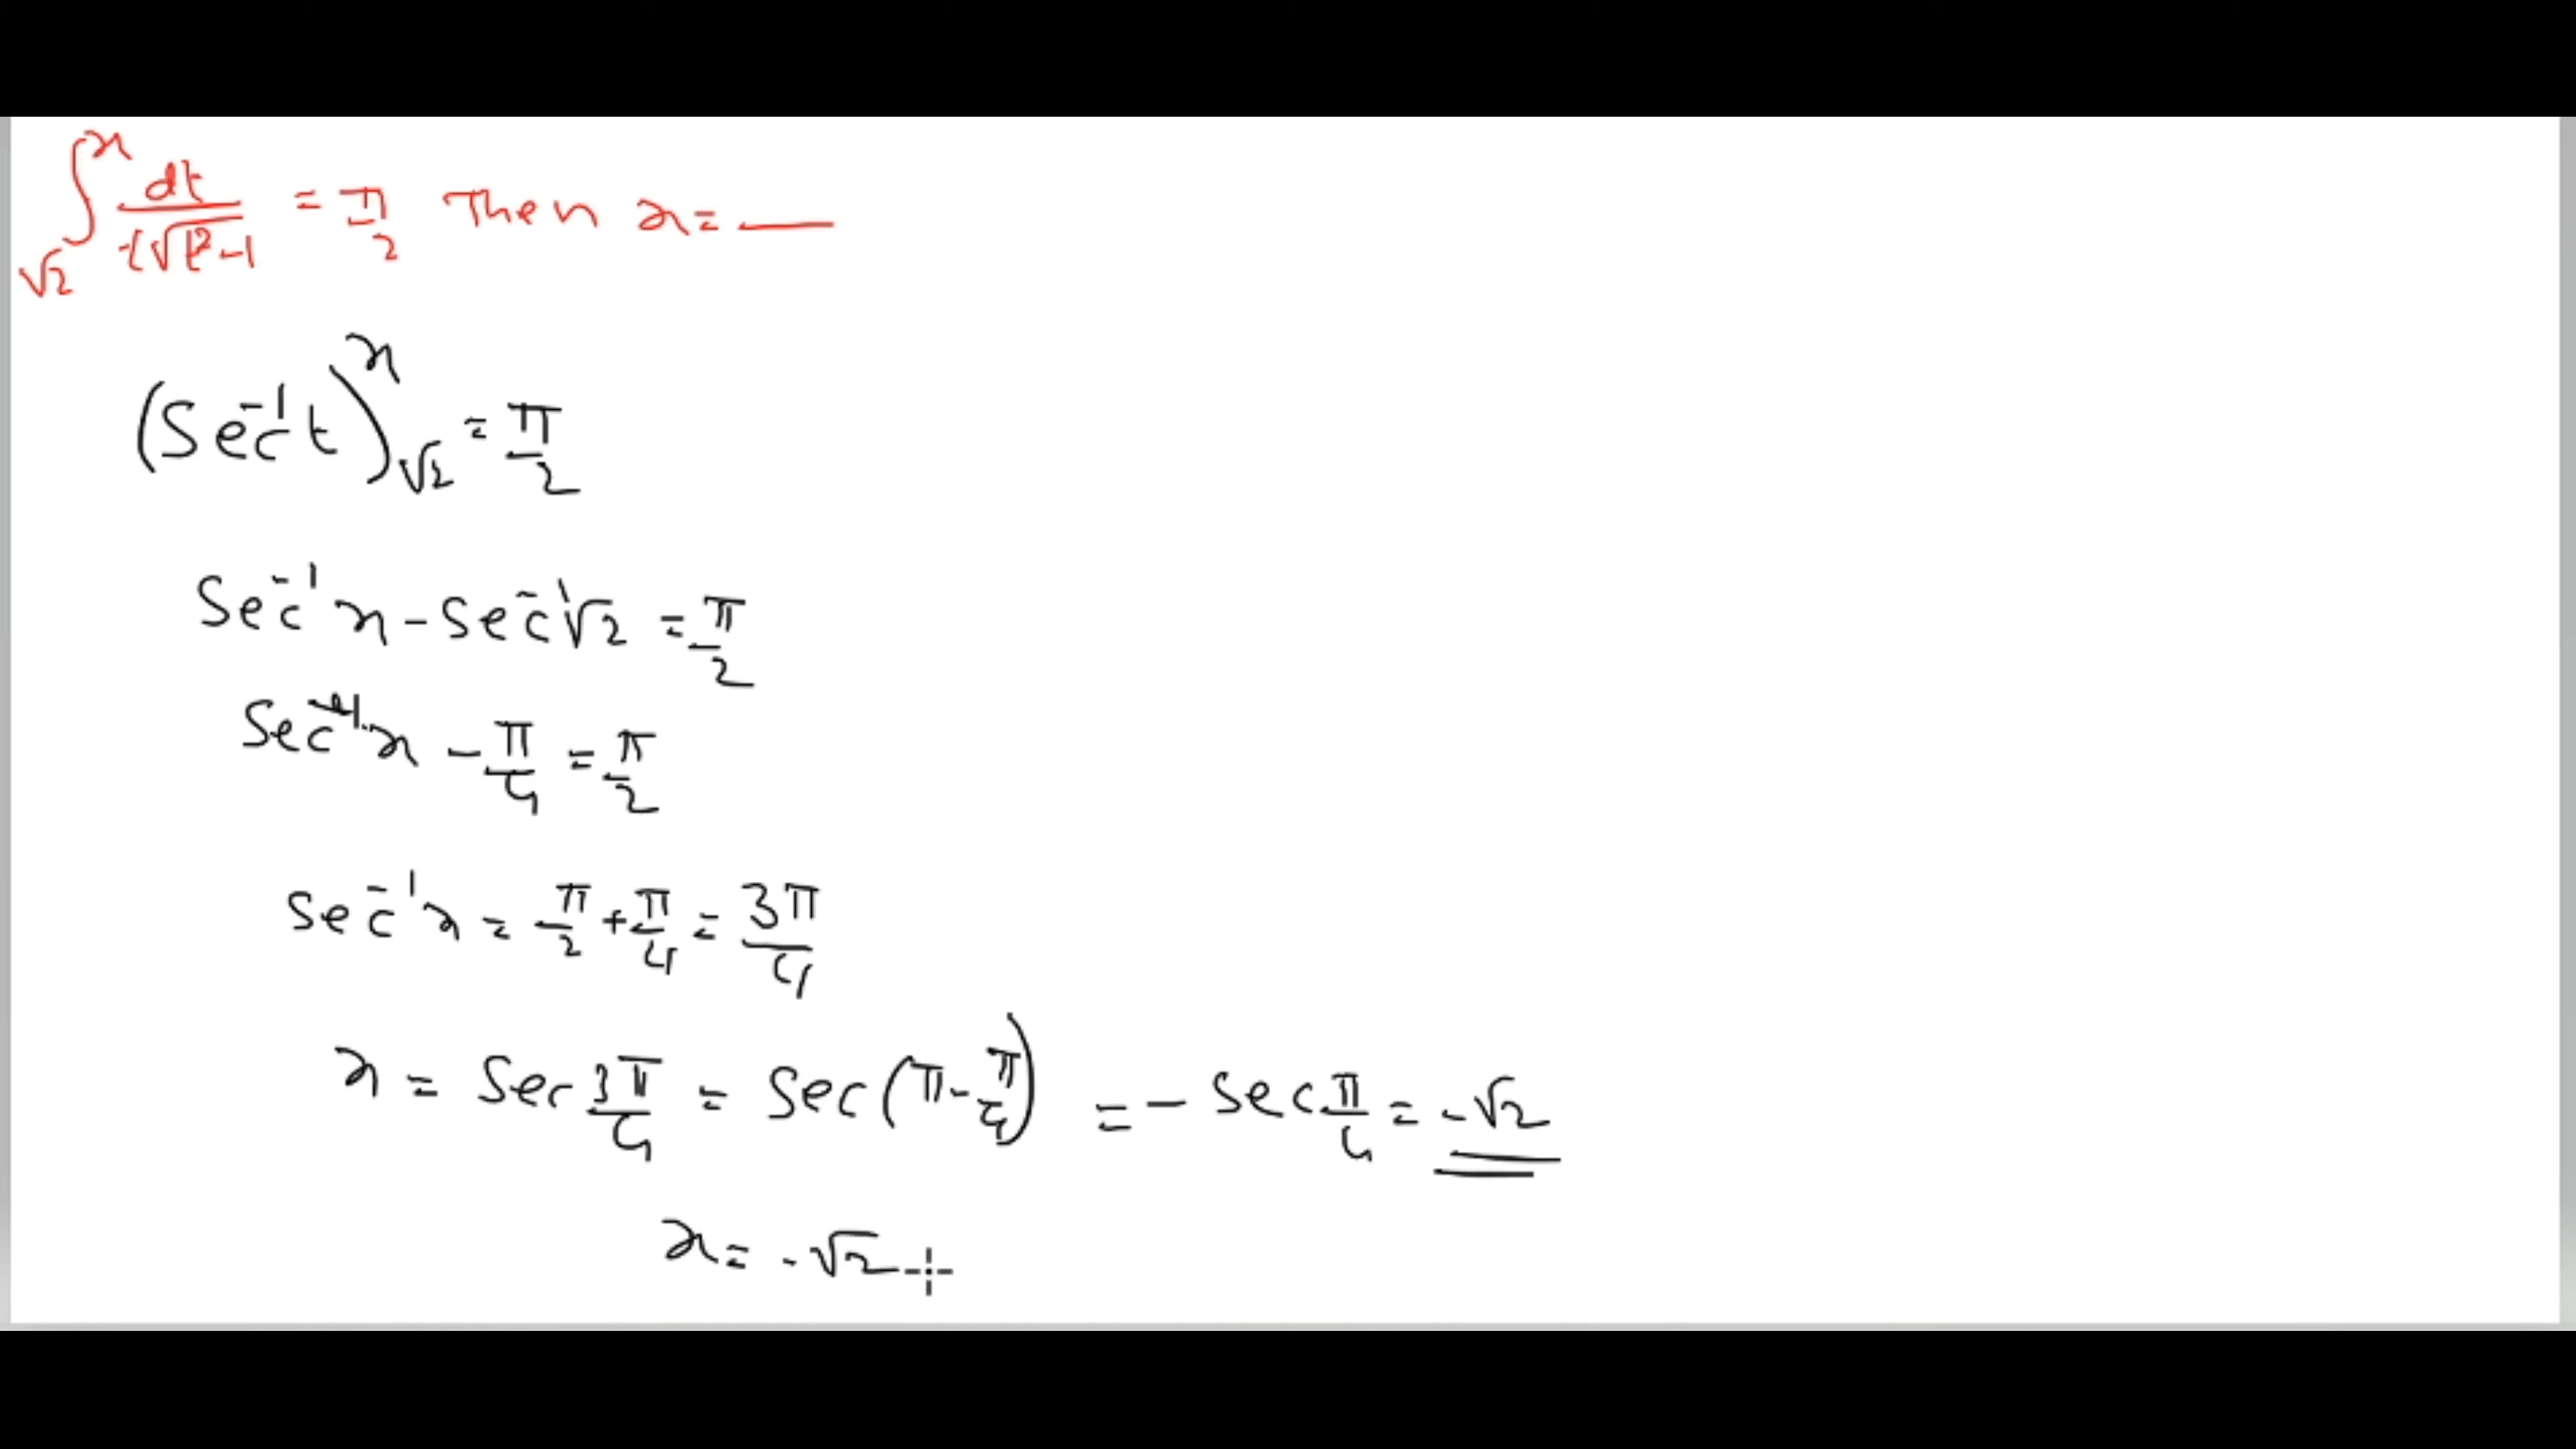 ∫_√2^x dt/(t√(t²-1)) = π/2 Then x = __
(Sec⁻¹t)_√2^x = π/2
Sec⁻¹x - Sec⁻¹√2 = π/2
Sec⁻¹x - π/4 = π/2
Sec⁻¹x = π/2 + π/4 = 3π/4
x = Sec 3π/4 = Sec(π - π/4) = - Sec π/4 = -√2
x = -√2